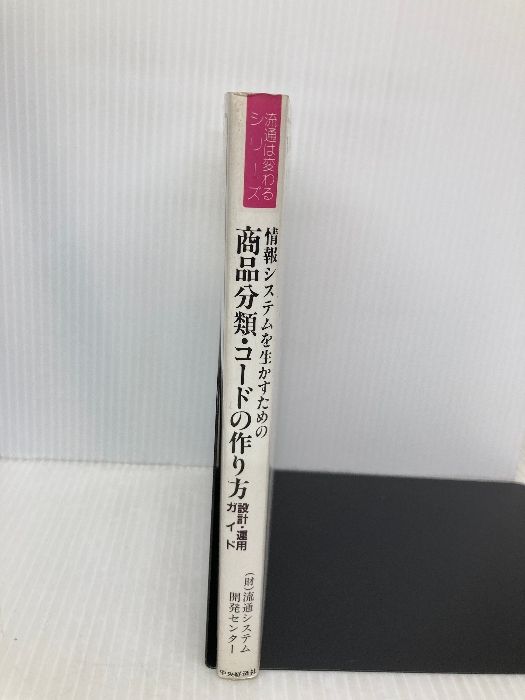 流通は変わる
シリーズ
情報システムを生かすための
商品分類・コードの作り方
設計・運用
ガイド
(財)流通システム
開発センター
中央経済社